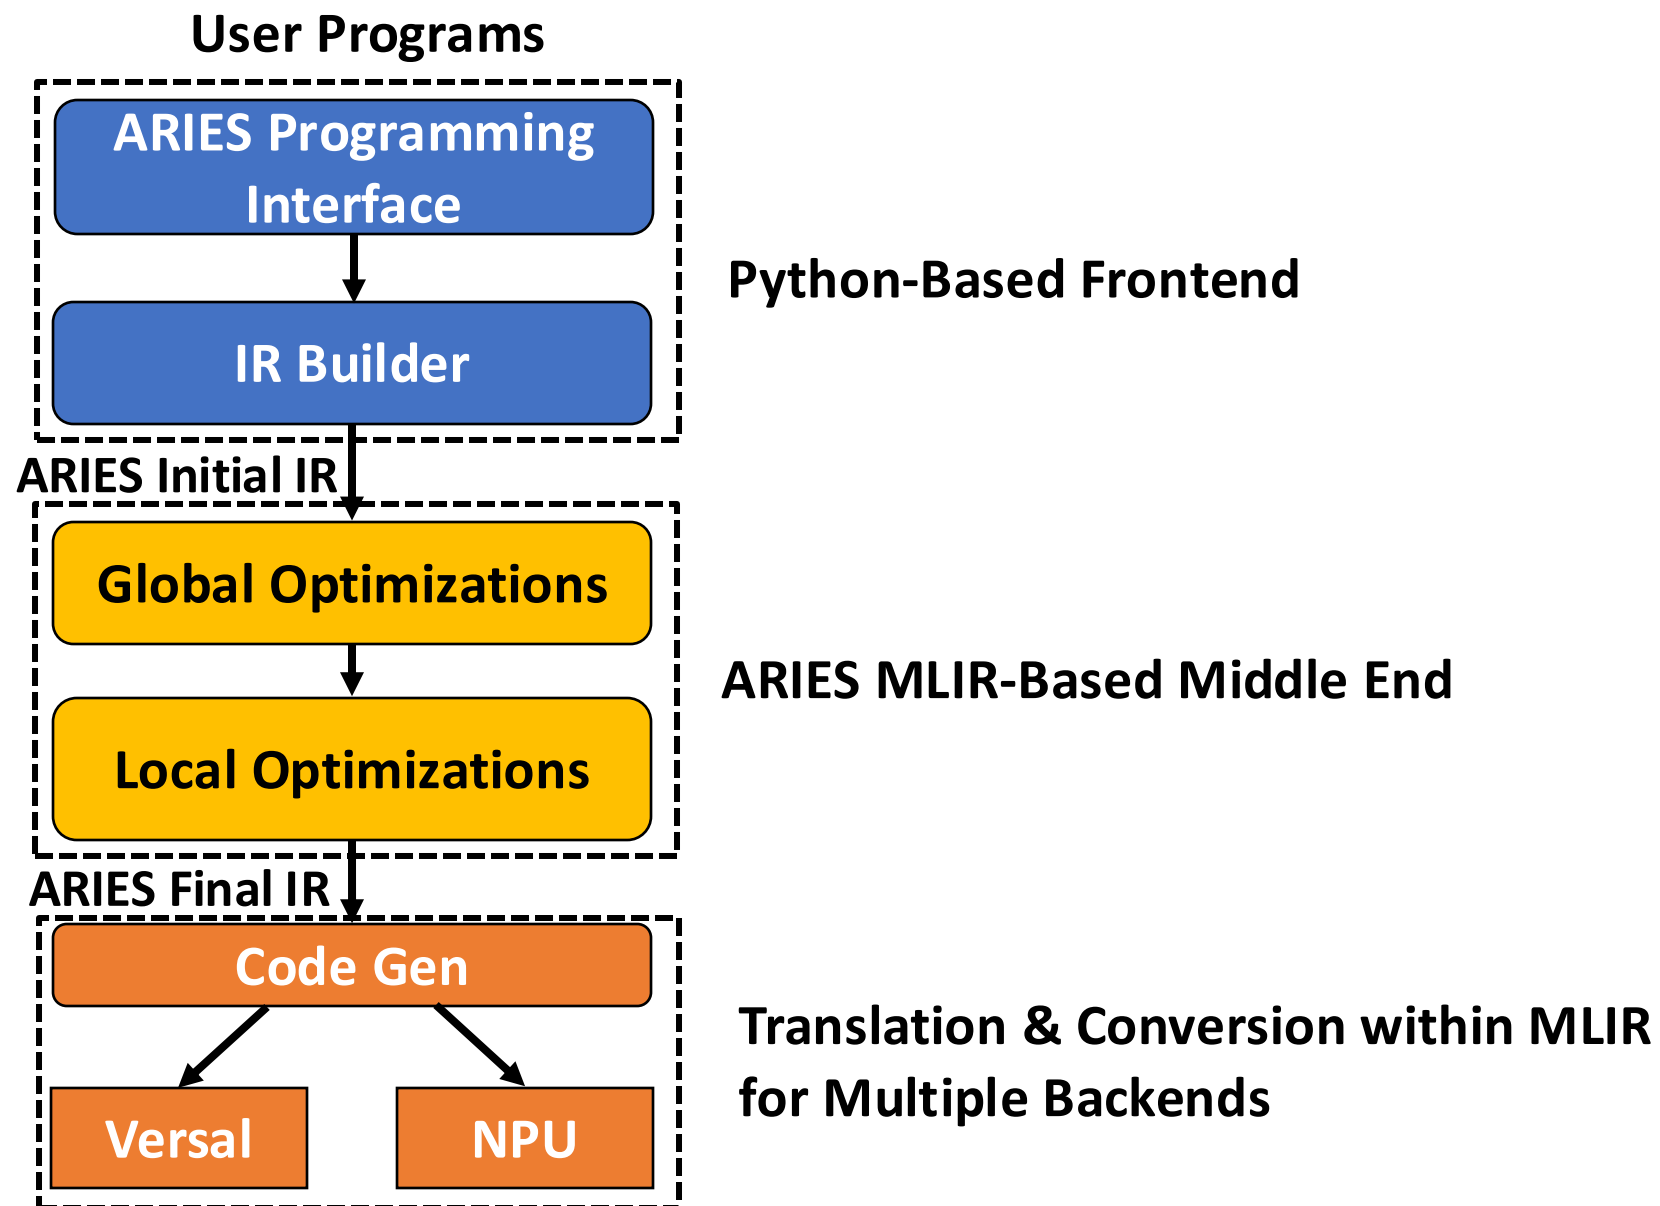 User Programs
ARIES Programming
Interface
Python-Based Frontend
IR Builder
ARIES Initial IR
Global Optimizations
ARIES MLIR-Based Middle End
Local Optimizations
ARIES Final IR
Code Gen
Translation & Conversion within MLIR
for Multiple Backends
Versal
NPU